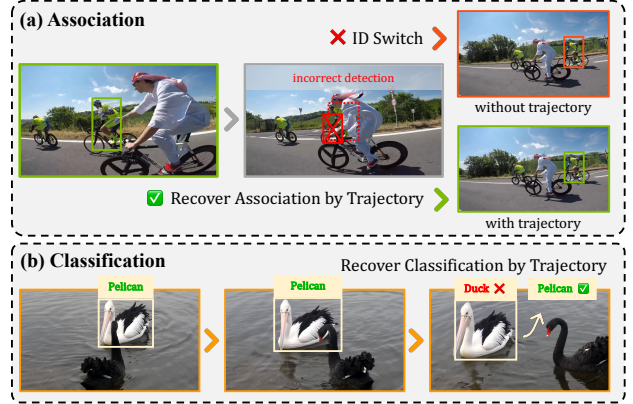 (a) Association
❌ ID Switch
incorrect detection
without trajectory
✅ Recover Association by Trajectory
with trajectory
(b) Classification
Recover Classification by Trajectory
Pelican
Pelican
Duck ❌
Pelican ✅